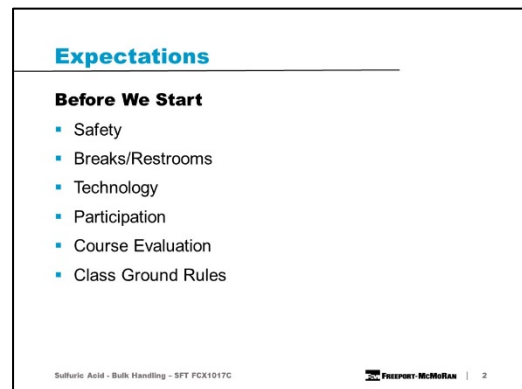 Expectations
Before We Start
▪ Safety
▪ Breaks/Restrooms
▪ Technology
▪ Participation
▪ Course Evaluation
▪ Class Ground Rules
Sulfuric Acid - Bulk Handling – SFT FCX1017C
FREEPORT-McMoRAN | 2